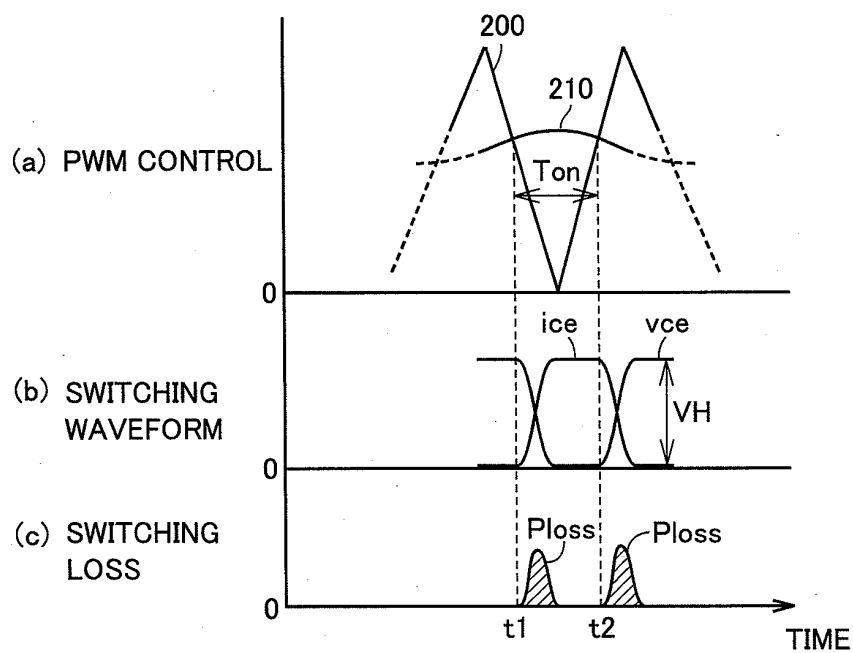 200
210
(a) PWM CONTROL
Ton
0
ice
vce
(b) SWITCHING
WAVEFORM
VH
0
(c) SWITCHING
LOSS
Ploss
Ploss
0
t1
t2
TIME